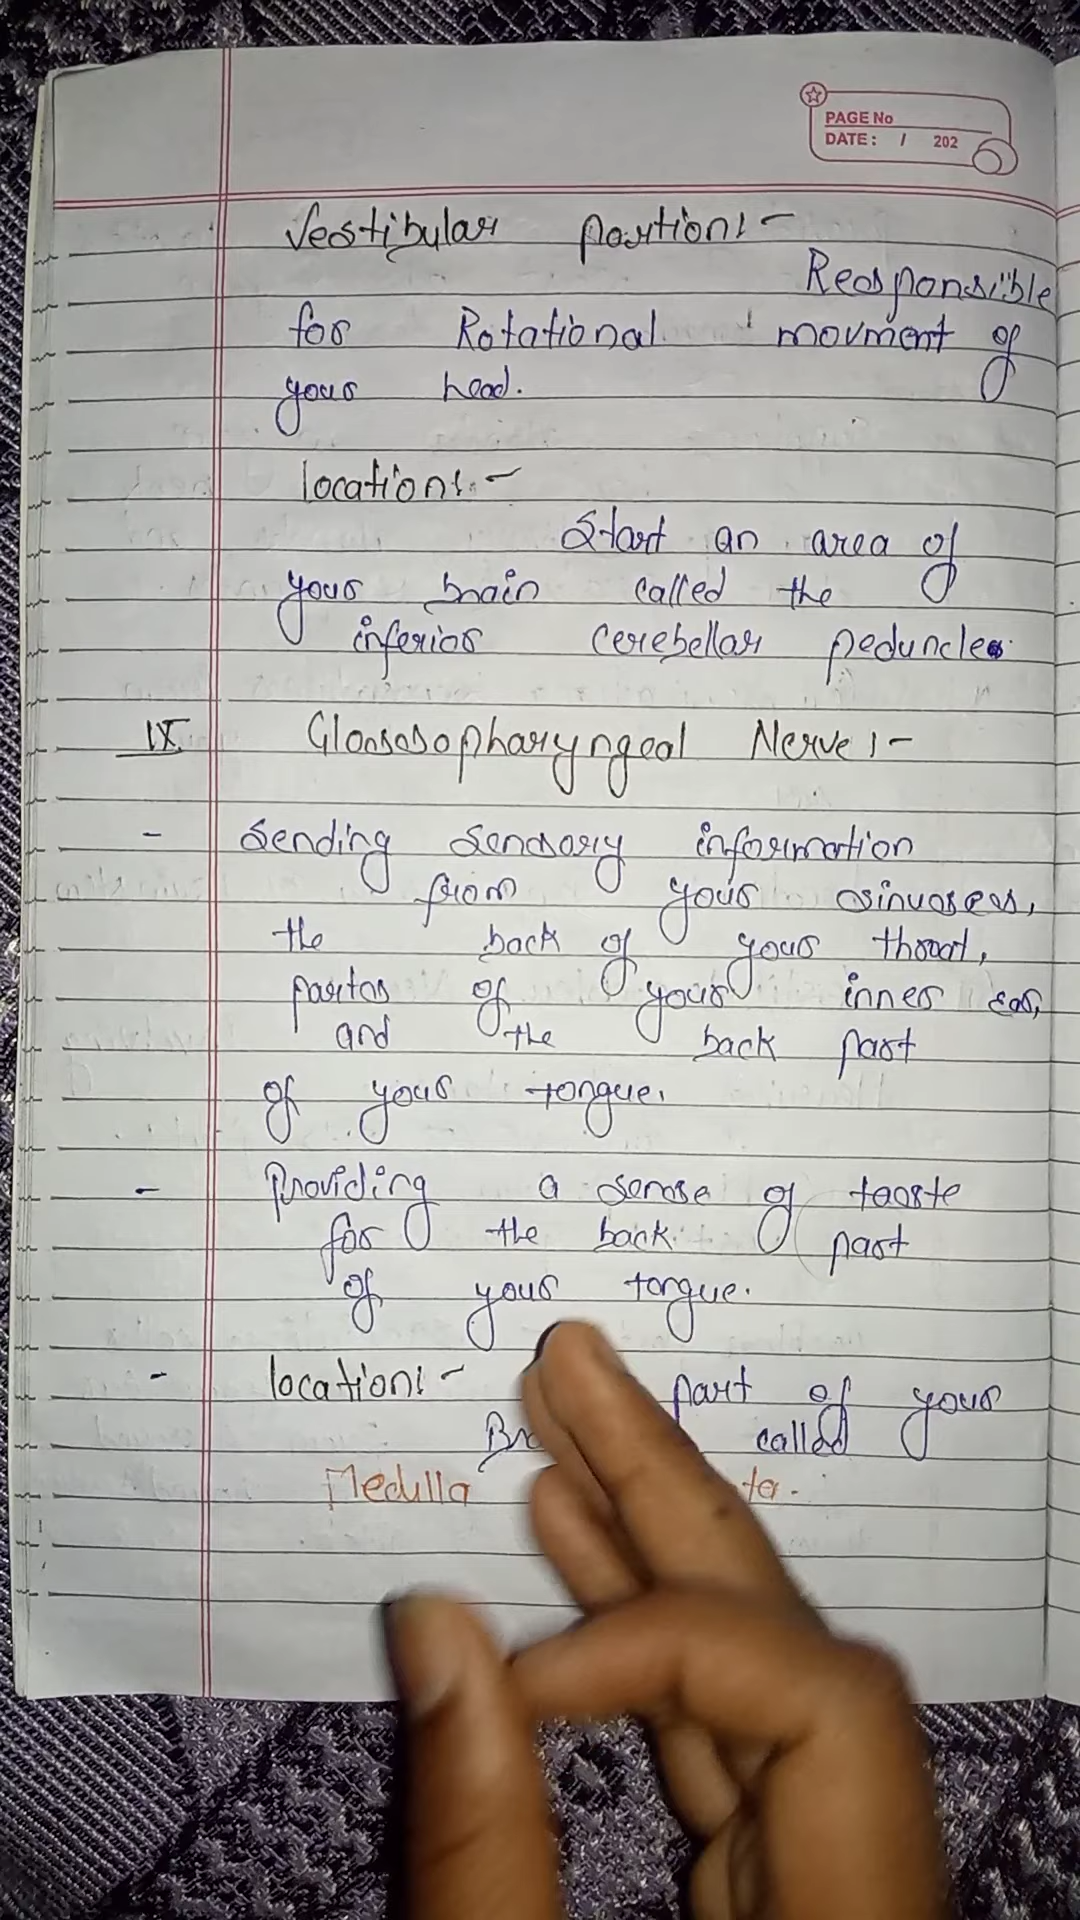 PAGE No
DATE: / 202
Vestibular portion:-
Responsible
for Rotational movment of
your head.
location:-
Start an area of
your brain called the
inferior cerebellar peduncle.
IX Glossopharyngeal Nerve:-
- Sending sensory information
from your sinuses,
the back of your throat,
parts of your inner ear,
and the back part
of your tongue.
- Providing a sense of taste
for the back part
of your tongue.
- location:- part of your
called
Medulla